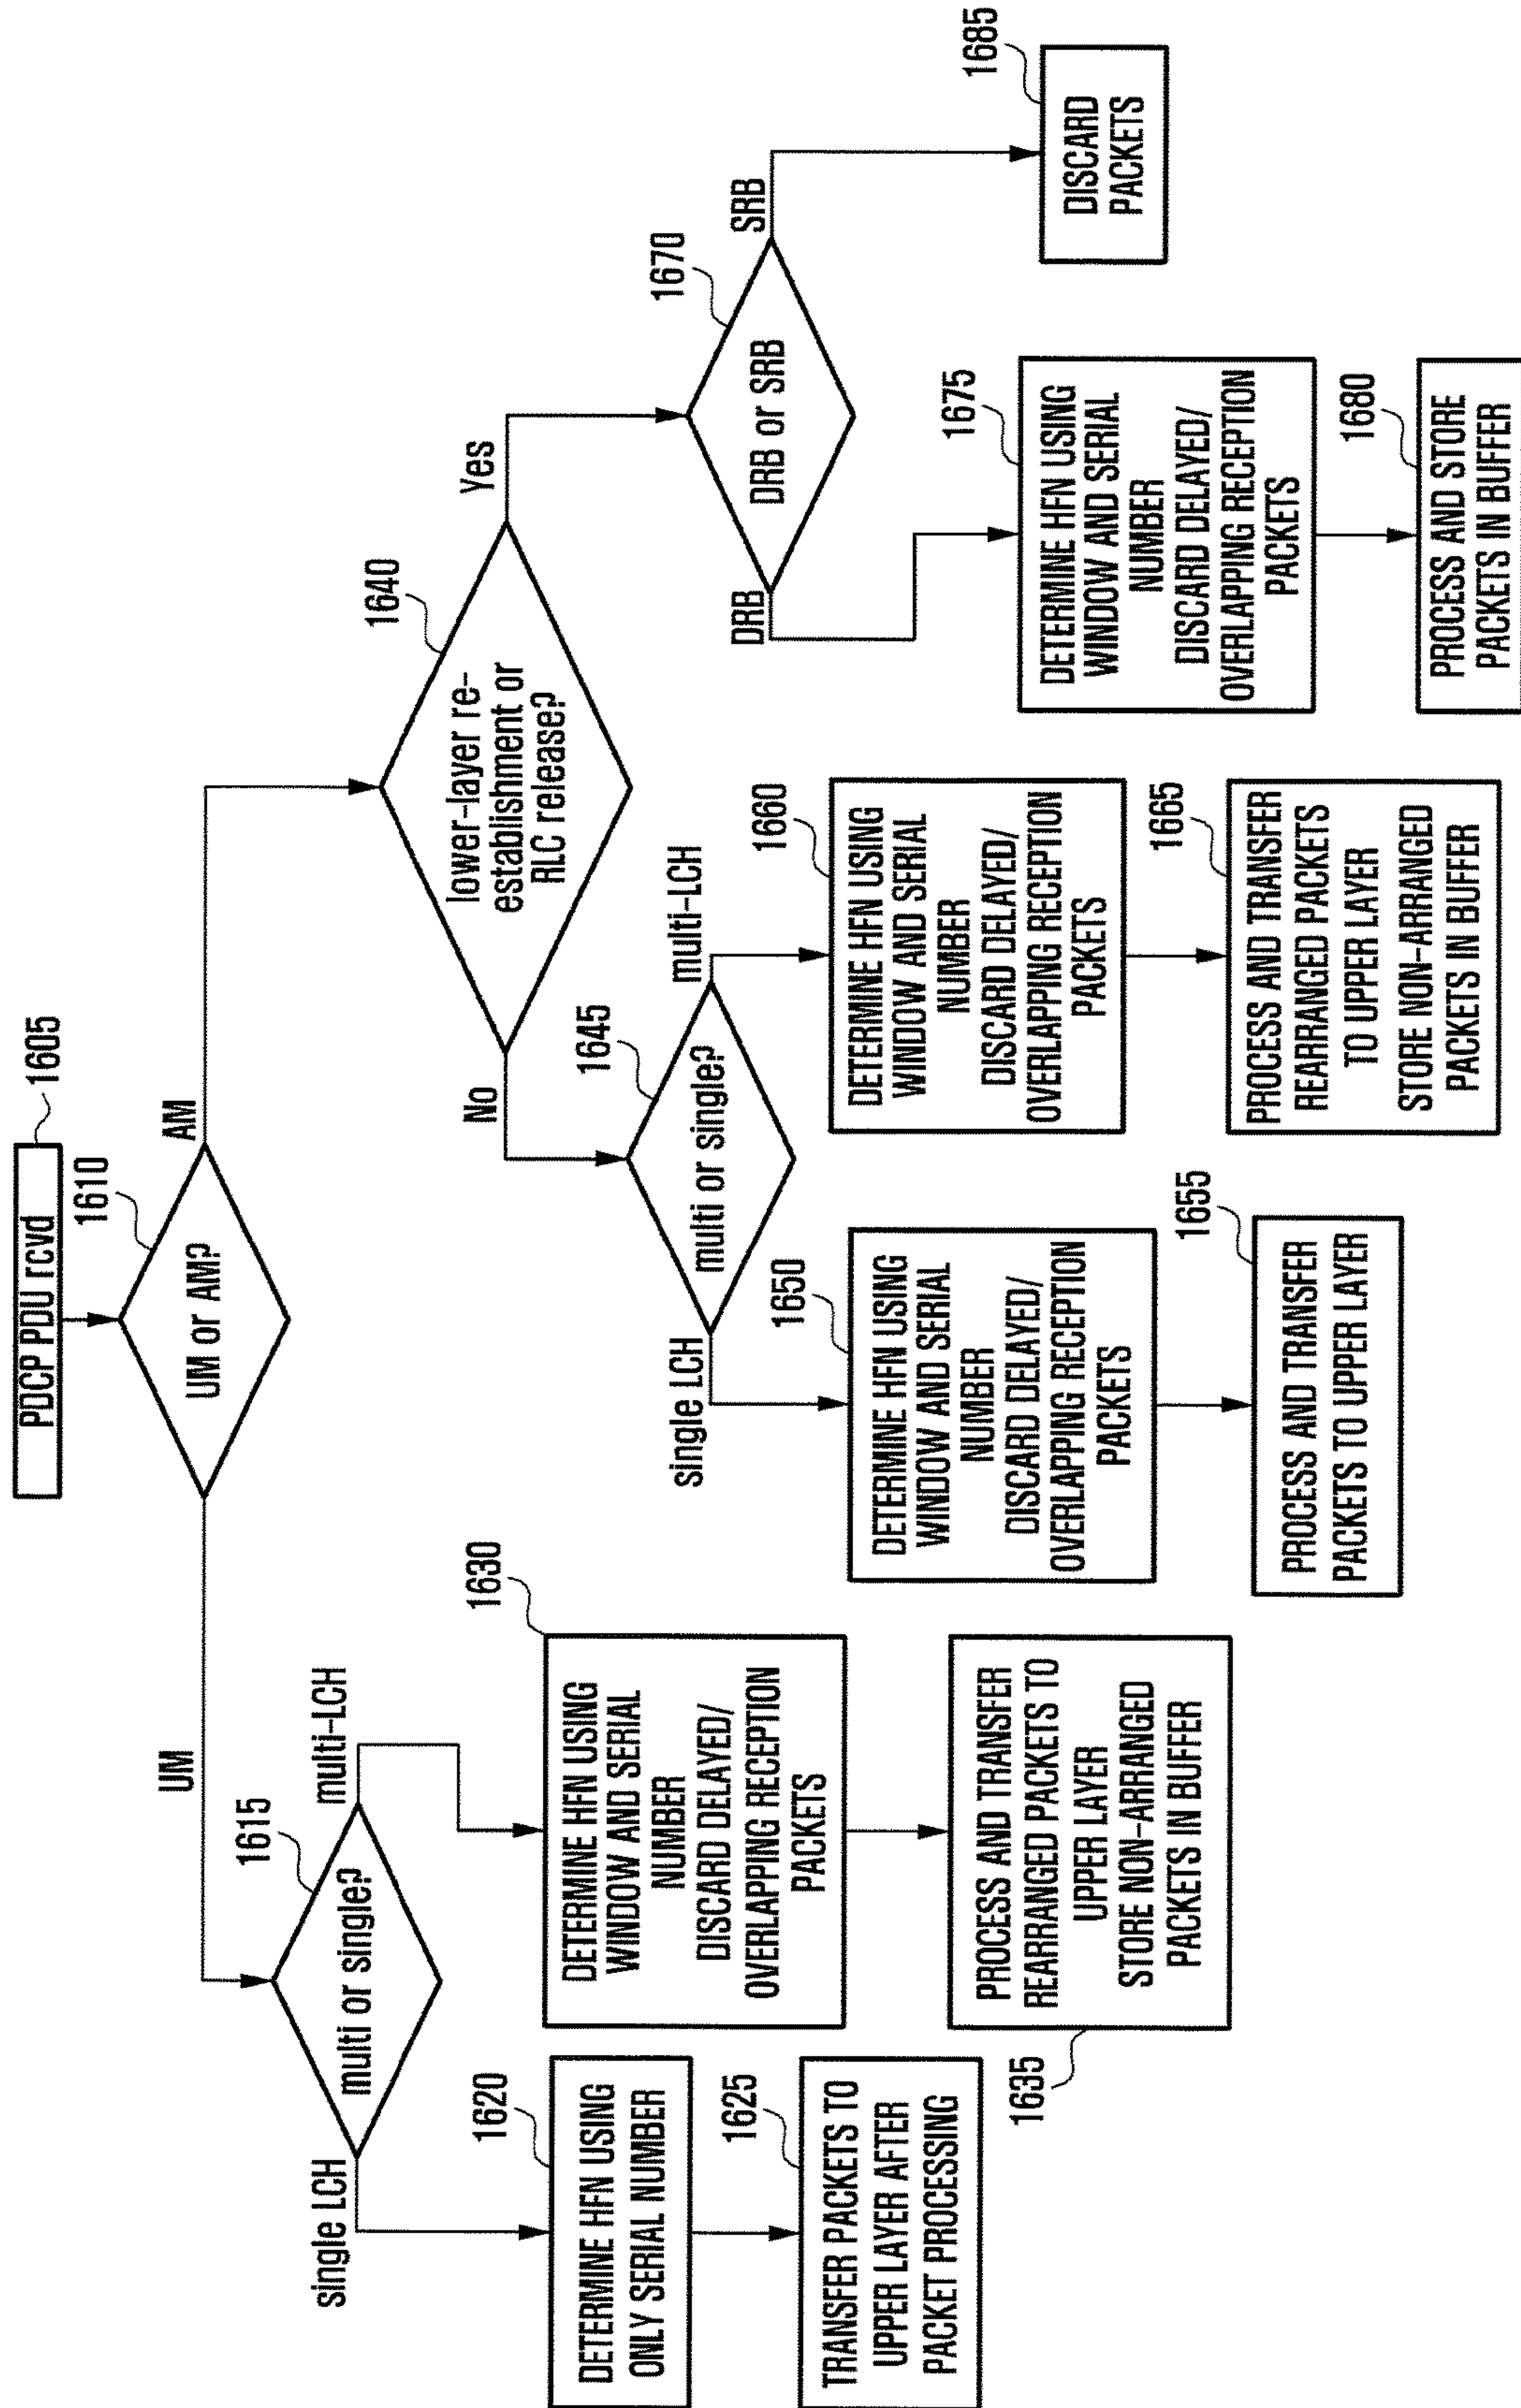 PDCP PDU rcvd
1605
1610
UM or AM?
UM
AM
1615
multi or single?
single LCH
multi-LCH
1620
DETERMINE HFN USING
ONLY SERIAL NUMBER
1625
TRANSFER PACKETS TO
UPPER LAYER AFTER
PACKET PROCESSING
1630
DETERMINE HFN USING
WINDOW AND SERIAL
NUMBER
DISCARD DELAYED/
OVERLAPPING RECEPTION
PACKETS
1635
PROCESS AND TRANSFER
REARRANGED PACKETS TO
UPPER LAYER
STORE NON-ARRANGED
PACKETS IN BUFFER
1640
lower-layer re-
establishment or
RLC release?
No
Yes
1645
multi or single?
single LCH
multi-LCH
1650
DETERMINE HFN USING
WINDOW AND SERIAL
NUMBER
DISCARD DELAYED/
OVERLAPPING RECEPTION
PACKETS
1655
PROCESS AND TRANSFER
PACKETS TO UPPER LAYER
1660
DETERMINE HFN USING
WINDOW AND SERIAL
NUMBER
DISCARD DELAYED/
OVERLAPPING RECEPTION
PACKETS
1665
PROCESS AND TRANSFER
REARRANGED PACKETS
TO UPPER LAYER
STORE NON-ARRANGED
PACKETS IN BUFFER
1670
DRB or SRB
DRB
SRB
1675
DETERMINE HFN USING
WINDOW AND SERIAL
NUMBER
DISCARD DELAYED/
OVERLAPPING RECEPTION
PACKETS
1680
PROCESS AND STORE
PACKETS IN BUFFER
1685
DISCARD
PACKETS